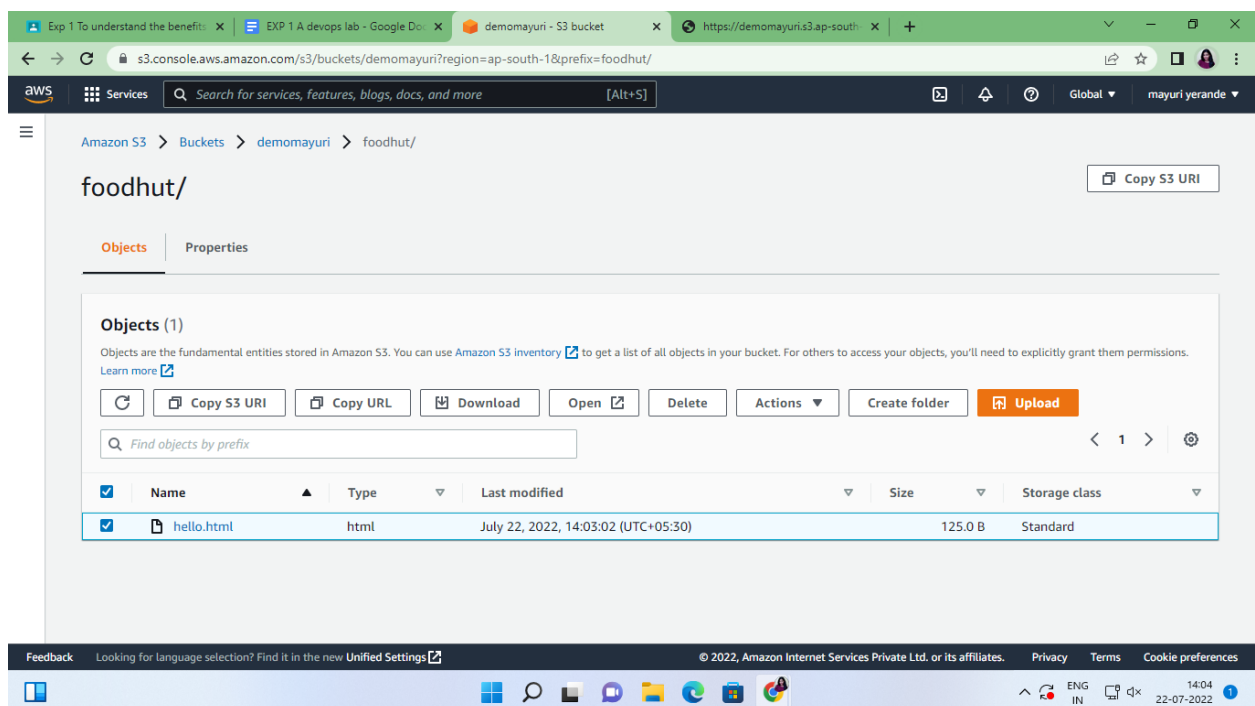 Exp 1 To understand the benefits
EXP 1 A devops lab - Google Doc
demomayuri - S3 bucket
https://demomayuri.s3.ap-south-
s3.console.aws.amazon.com/s3/buckets/demomayuri?region=ap-south-1&prefix=foodhut/
aws Services Search for services, features, blogs, docs, and more [Alt+S] Global mayuri yerande
Amazon S3 Buckets demomayuri foodhut/
foodhut/
Copy S3 URI
Objects Properties
Objects (1)
Objects are the fundamental entities stored in Amazon S3. You can use Amazon S3 inventory to get a list of all objects in your bucket. For others to access your objects, you'll need to explicitly grant them permissions.
Learn more
Copy S3 URI Copy URL Download Open Delete Actions Create folder Upload
Find objects by prefix
1
Name Type Last modified Size Storage class
hello.html html July 22, 2022, 14:03:02 (UTC+05:30) 125.0 B Standard
Feedback Looking for language selection? Find it in the new Unified Settings © 2022, Amazon Internet Services Private Ltd. or its affiliates. Privacy Terms Cookie preferences
ENG
IN
14:04
22-07-2022
1